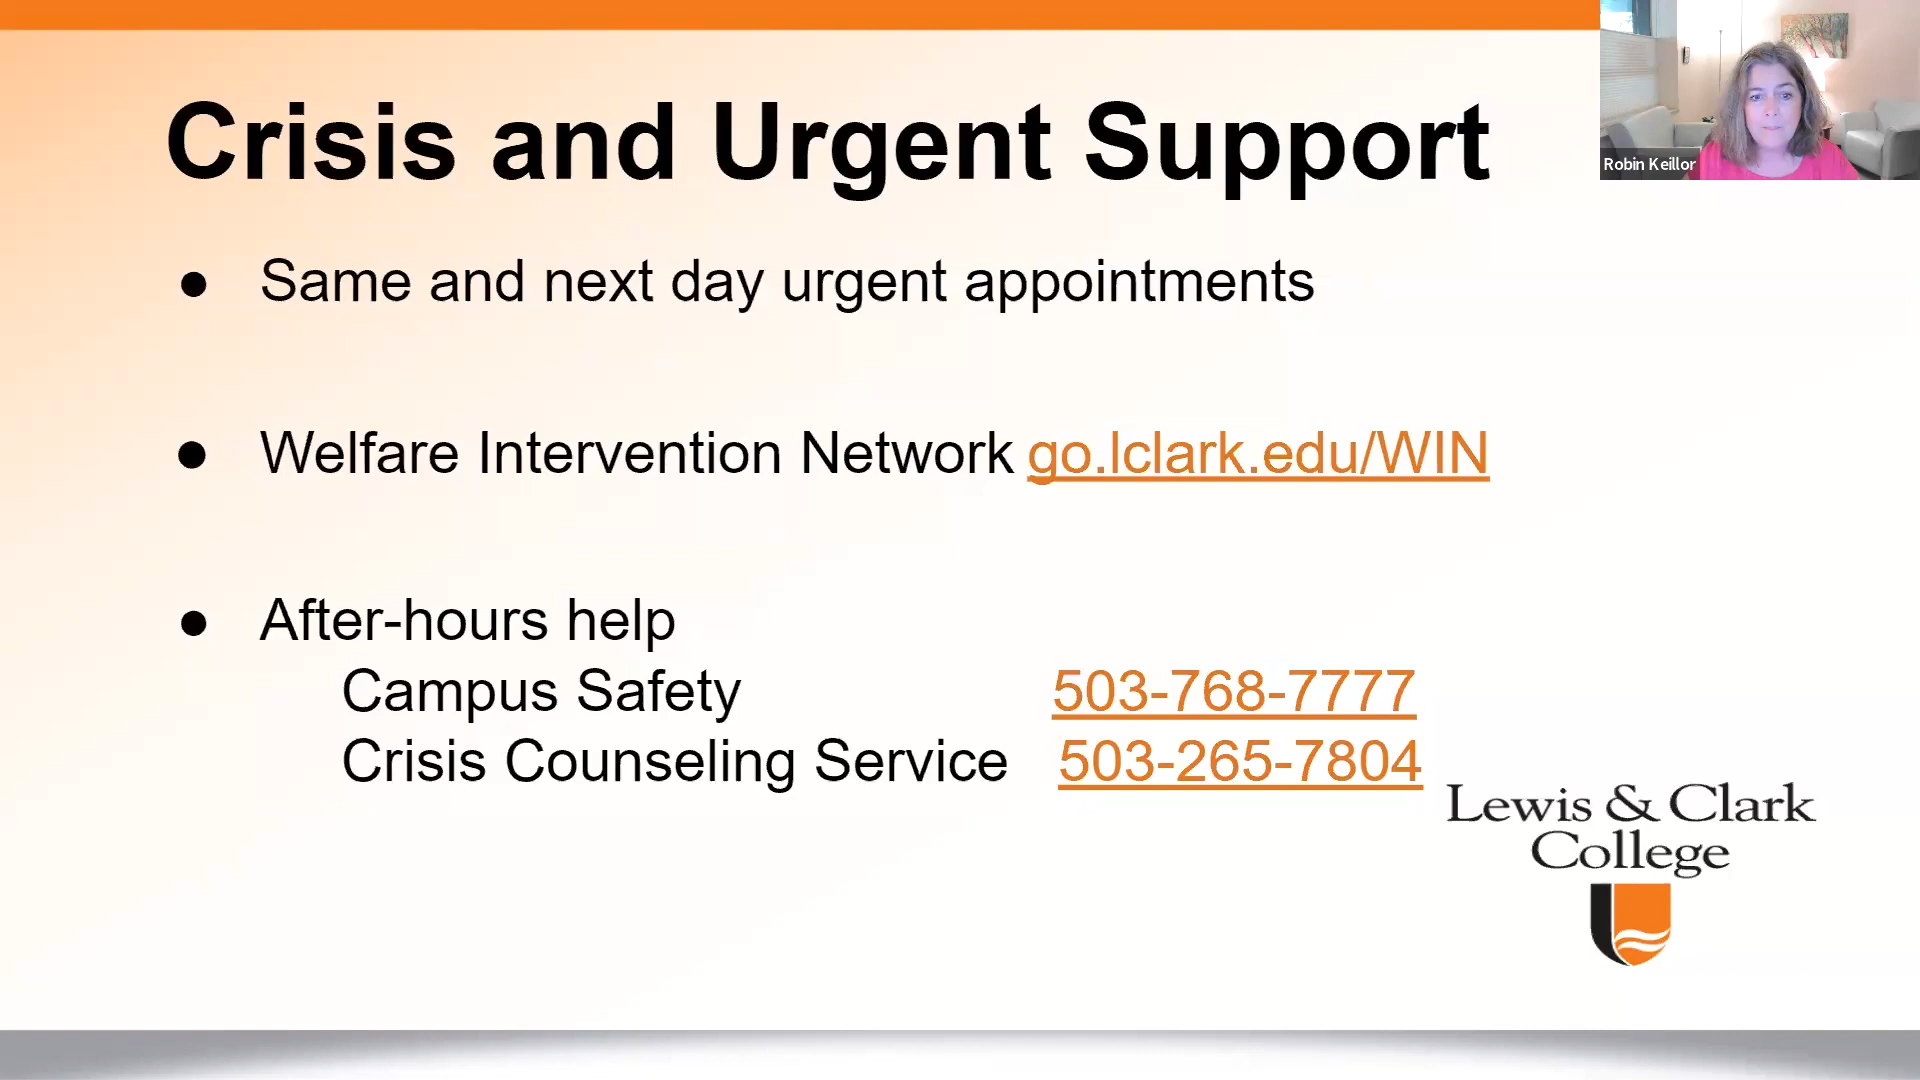 Crisis and Urgent Support
Robin Keillor
● Same and next day urgent appointments
● Welfare Intervention Network go.lclark.edu/WIN
● After-hours help
Campus Safety 503-768-7777
Crisis Counseling Service 503-265-7804
Lewis & Clark
College